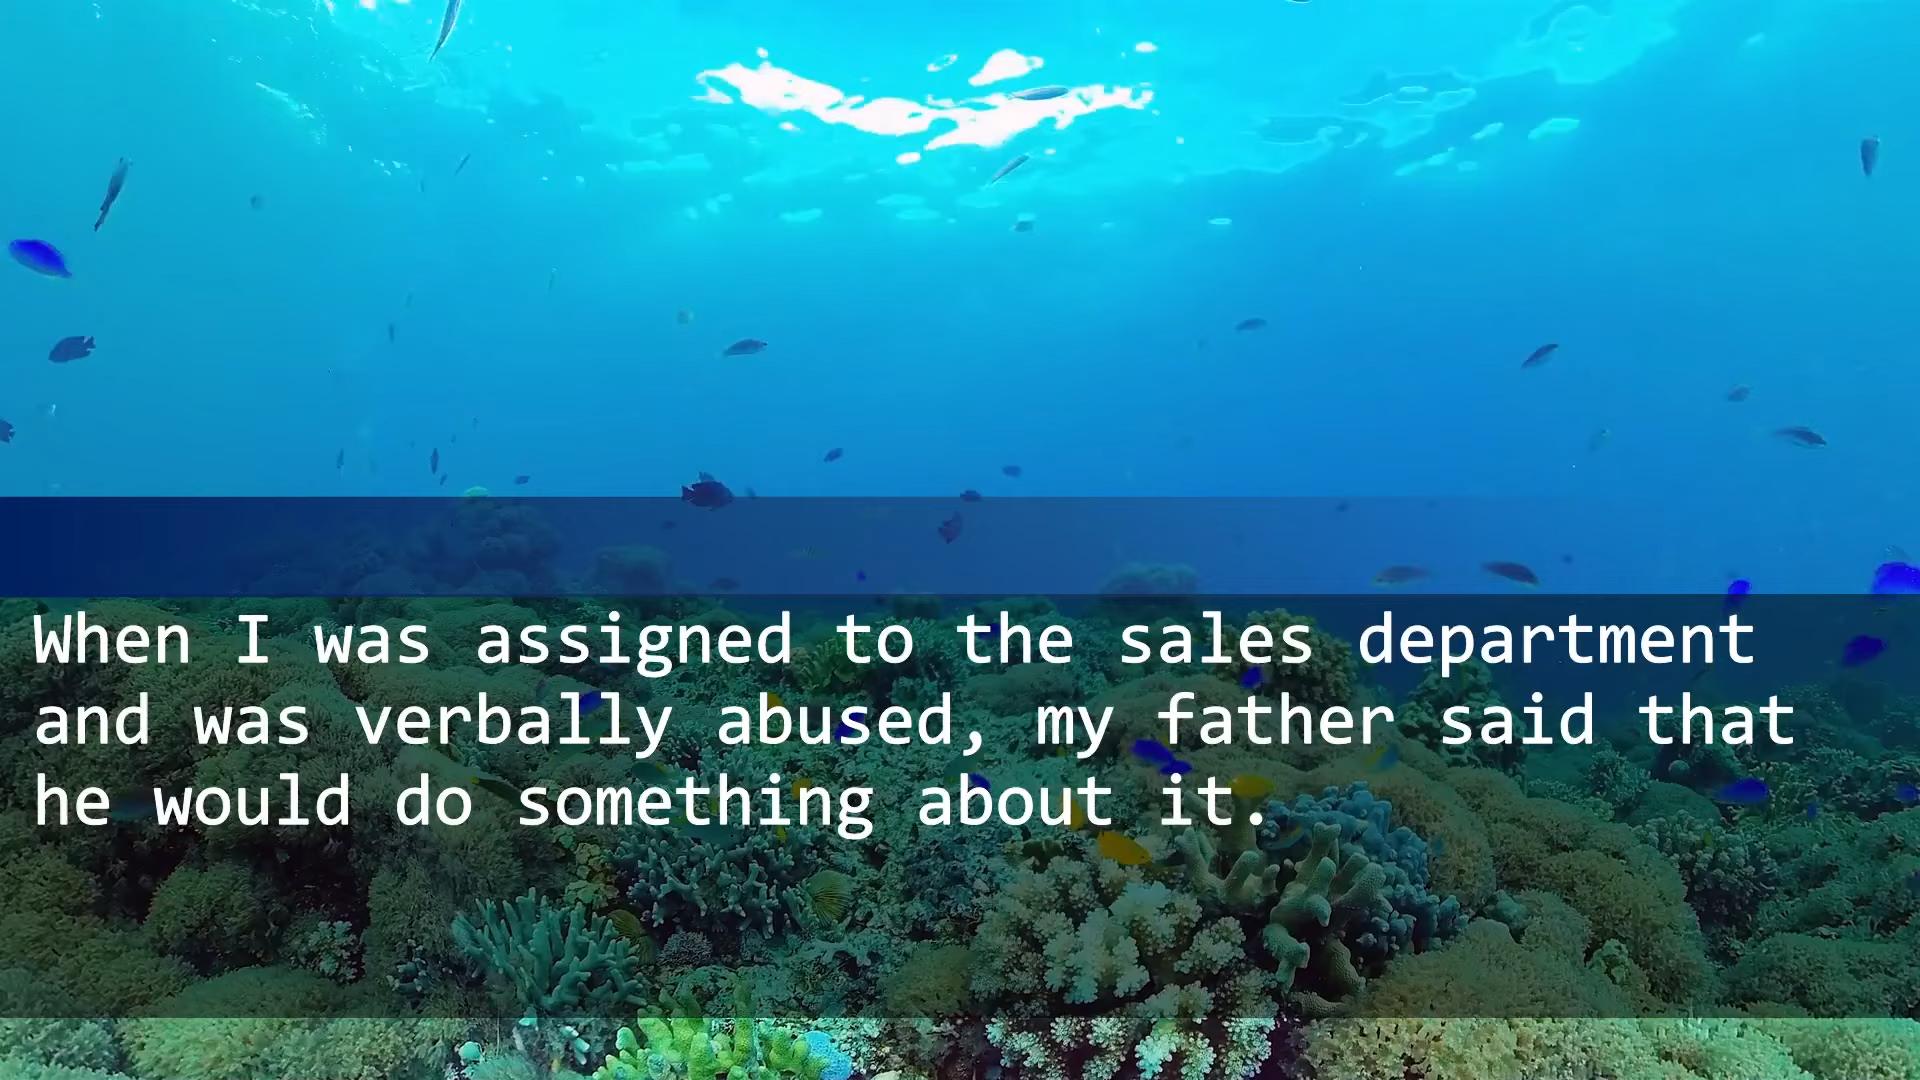 When I was assigned to the sales department
and was verbally abused, my father said that
he would do something about it.